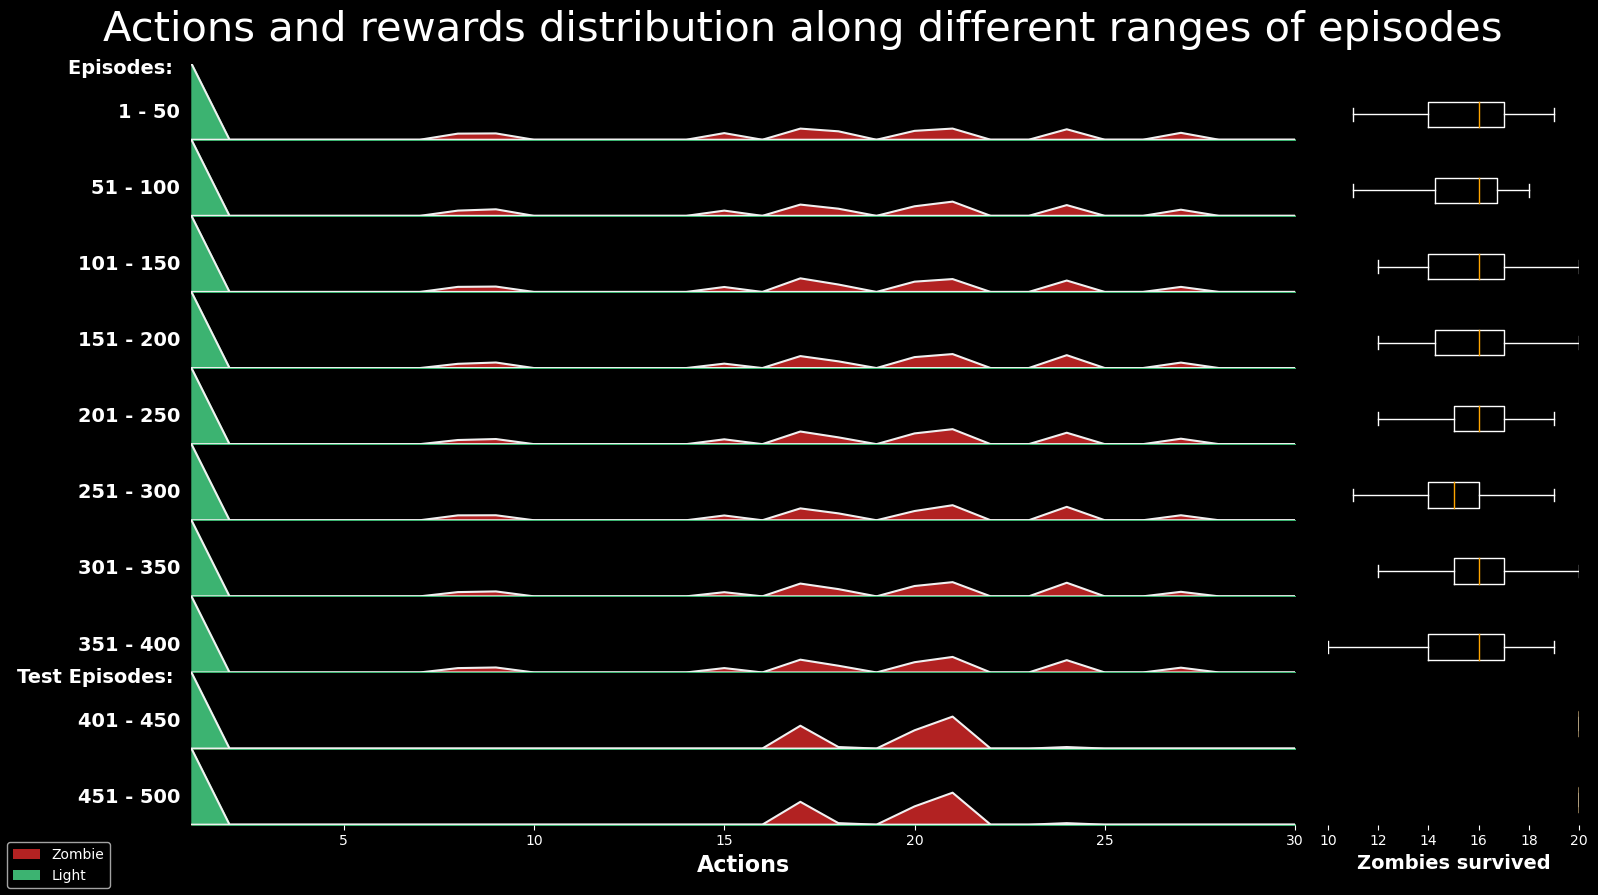 Actions and rewards distribution along different ranges of episodes
Episodes:
1 - 50
51 - 100
101 - 150
151 - 200
201 - 250
251 - 300
301 - 350
351 - 400
Test Episodes:
401 - 450
451 - 500
5 10 15 20 25 30
10 12 14 16 18 20
Actions
Zombies survived
Zombie
Light